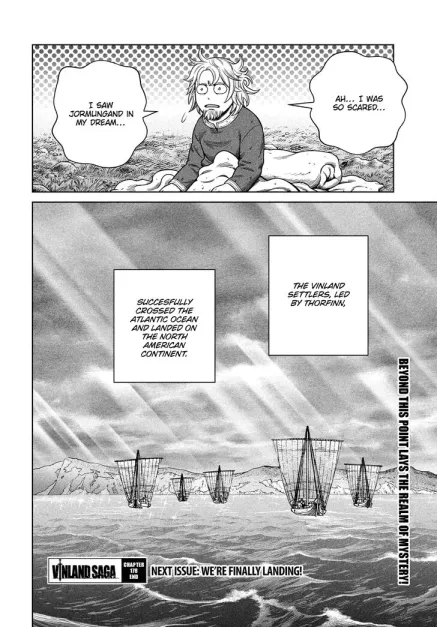 AH... I WAS
SO SCARED...
I SAW
JORMUNGAND IN
MY DREAM...
THE VINLAND
SETTLERS, LED
BY THORFINN,
SUCCESFULLY
CROSSED THE
ATLANTIC OCEAN
AND LANDED ON
THE NORTH
AMERICAN
CONTINENT.
BEYOND THIS POINT LAYS THE REALM OF MYSTERY!
VINLAND SAGA
CHAPTER
170
END
NEXT ISSUE: WE'RE FINALLY LANDING!